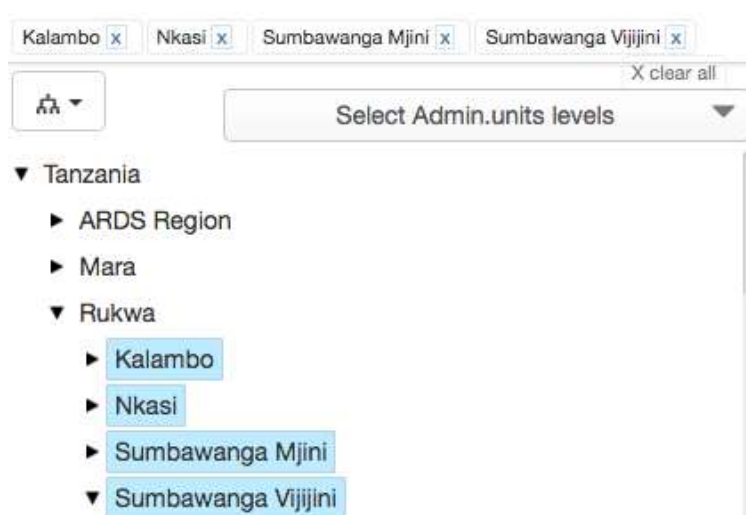 Kalambo x Nkasi x Sumbawanga Mjini x Sumbawanga Vijijini x
X clear all
Select Admin.units levels
Tanzania
ARDS Region
Mara
Rukwa
Kalambo
Nkasi
Sumbawanga Mjini
Sumbawanga Vijijini